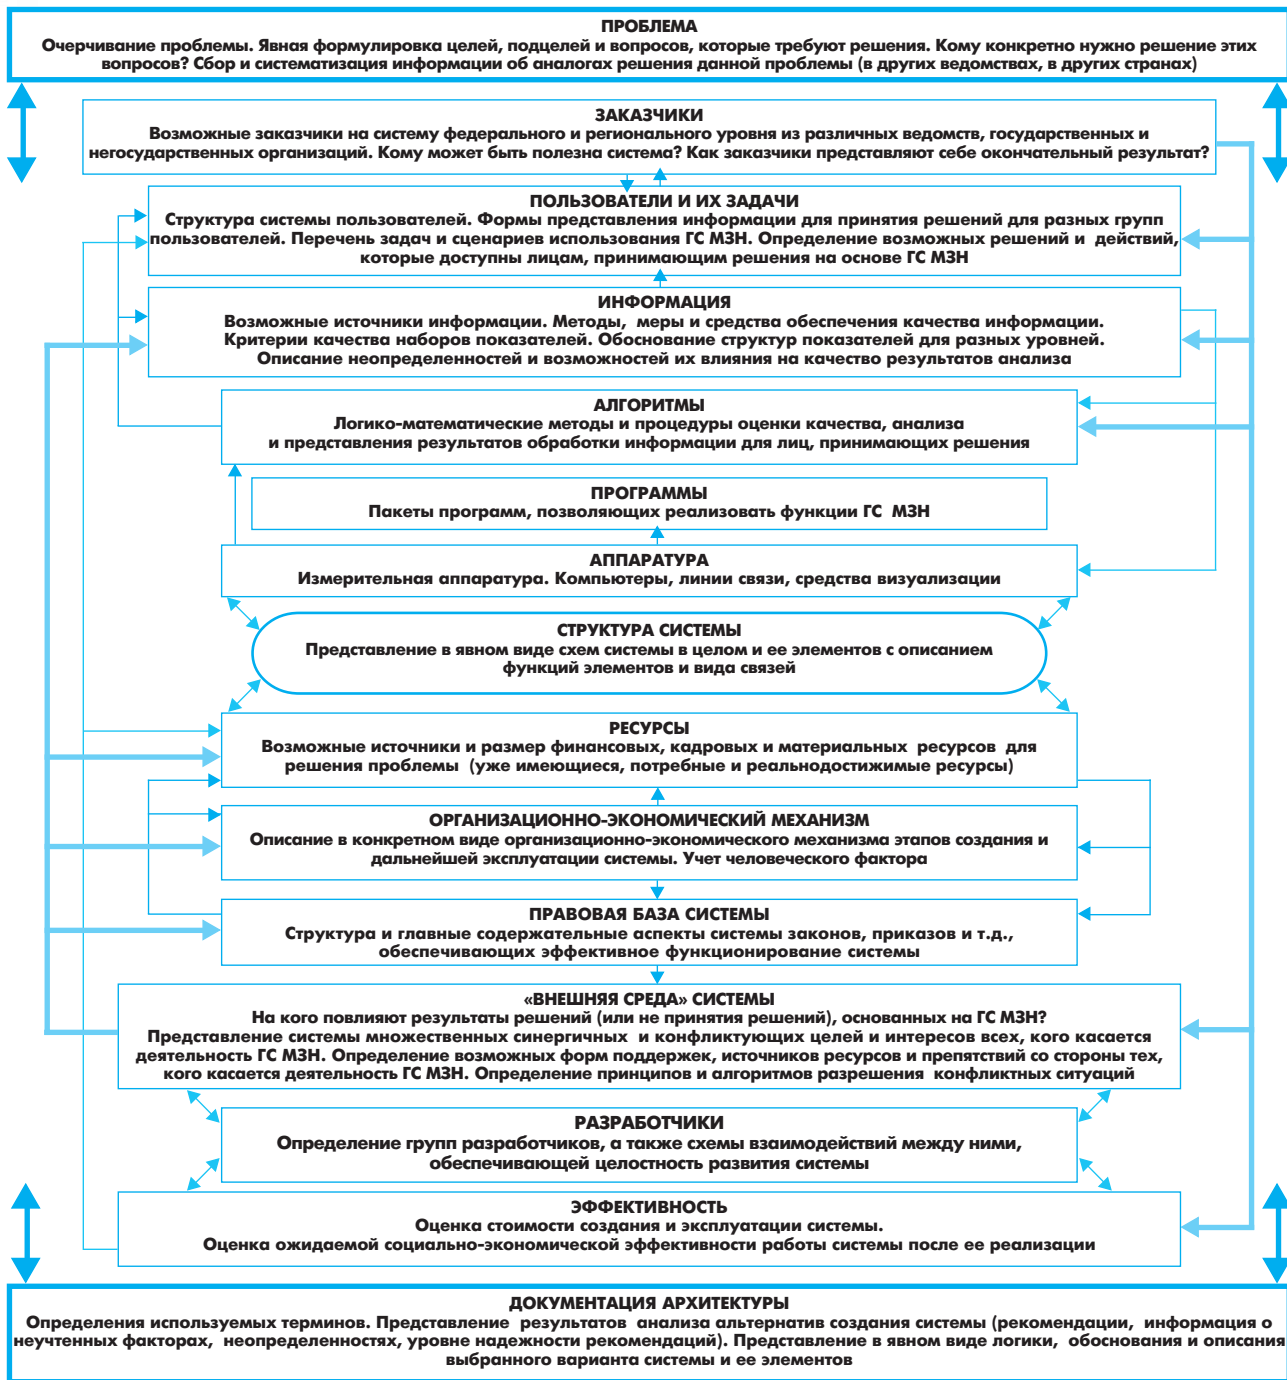 ПРОБЛЕМА
Очерчивание проблемы. Явная формулировка целей, подцелей и вопросов, которые требуют решения. Кому конкретно нужно решение этих
вопросов? Сбор и систематизация информации об аналогах решения данной проблемы (в других ведомствах, в других странах)
ЗАКАЗЧИКИ
Возможные заказчики на систему федерального и регионального уровня из различных ведомств, государственных и
негосударственных организаций. Кому может быть полезна система? Как заказчики представляют себе окончательный результат?
ПОЛЬЗОВАТЕЛИ И ИХ ЗАДАЧИ
Структура системы пользователей. Формы представления информации для принятия решений для разных групп
пользователей. Перечень задач и сценариев использования ГС МЗН. Определение возможных решений и действий,
которые доступны лицам, принимающим решения на основе ГС МЗН
ИНФОРМАЦИЯ
Возможные источники информации. Методы, меры и средства обеспечения качества информации.
Критерии качества наборов показателей. Обоснование структур показателей для разных уровней.
Описание неопределенностей и возможностей их влияния на качество результатов анализа
АЛГОРИТМЫ
Логико-математические методы и процедуры оценки качества, анализа
и представления результатов обработки информации для лиц, принимающих решения
ПРОГРАММЫ
Пакеты программ, позволяющих реализовать функции ГС МЗН
АППАРАТУРА
Измерительная аппаратура. Компьютеры, линии связи, средства визуализации
СТРУКТУРА СИСТЕМЫ
Представление в явном виде схем системы в целом и ее элементов с описанием
функций элементов и вида связей
РЕСУРСЫ
Возможные источники и размер финансовых, кадровых и материальных ресурсов для
решения проблемы (уже имеющиеся, потребные и реальнодостижимые ресурсы)
ОРГАНИЗАЦИОННО-ЭКОНОМИЧЕСКИЙ МЕХАНИЗМ
Описание в конкретном виде организационно-экономического механизма этапов создания и
дальнейшей эксплуатации системы. Учет человеческого фактора
ПРАВОВАЯ БАЗА СИСТЕМЫ
Структура и главные содержательные аспекты системы законов, приказов и т.д.,
обеспечивающих эффективное функционирование системы
«ВНЕШНЯЯ СРЕДА» СИСТЕМЫ
На кого повлияют результаты решений (или не принятия решений), основанных на ГС МЗН?
Представление системы множественных синергичных и конфликтующих целей и интересов всех, кого касается
деятельность ГС МЗН. Определение возможных форм поддержек, источников ресурсов и препятствий со стороны тех,
кого касается деятельность ГС МЗН. Определение принципов и алгоритмов разрешения конфликтных ситуаций
РАЗРАБОТЧИКИ
Определение групп разработчиков, а также схемы взаимодействий между ними,
обеспечивающей целостность развития системы
ЭФФЕКТИВНОСТЬ
Оценка стоимости создания и эксплуатации системы.
Оценка ожидаемой социально-экономической эффективности работы системы после ее реализации
ДОКУМЕНТАЦИЯ АРХИТЕКТУРЫ
Определения используемых терминов. Представление результатов анализа альтернатив создания системы (рекомендации, информация о
неучтенных факторах, неопределенностях, уровне надежности рекомендаций). Представление в явном виде логики, обоснования и описания
выбранного варианта системы и ее элементов